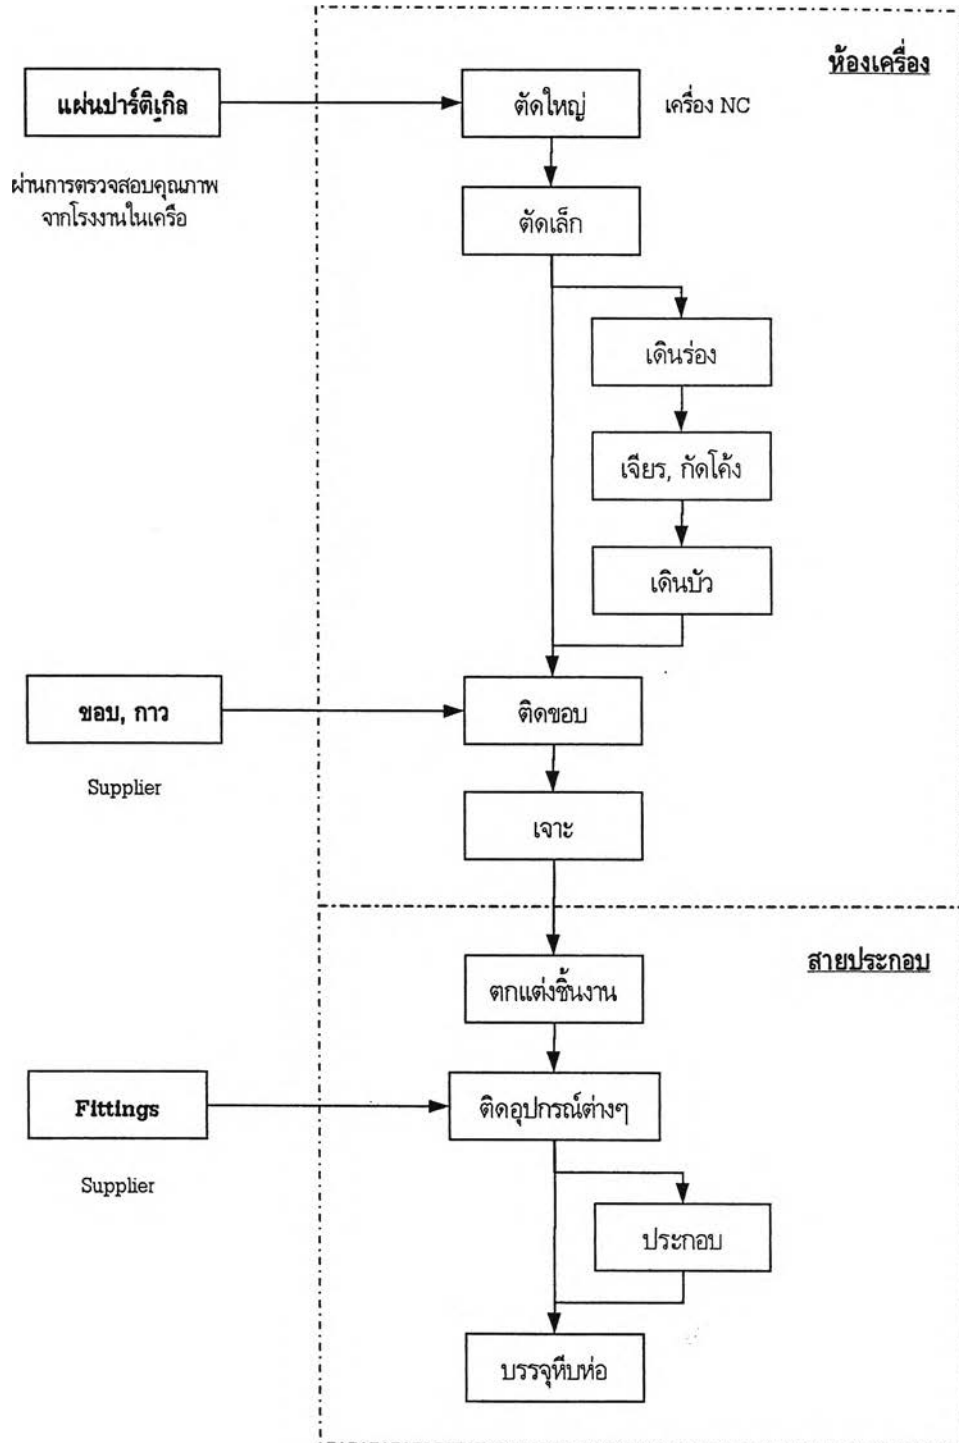 ห้องเครื่อง
แผ่นปาร์ติเกิล
ตัดใหญ่
เครื่อง NC
ผ่านการตรวจสอบคุณภาพ
จากโรงงานในเครือ
ตัดเล็ก
เดินร่อง
เจียร, กัดโค้ง
เดินบัว
ขอบ, กาว
ติดขอบ
Supplier
เจาะ
สายประกอบ
ตกแต่งชิ้นงาน
Fittings
ติดอุปกรณ์ต่างๆ
Supplier
ประกอบ
บรรจุหีบห่อ